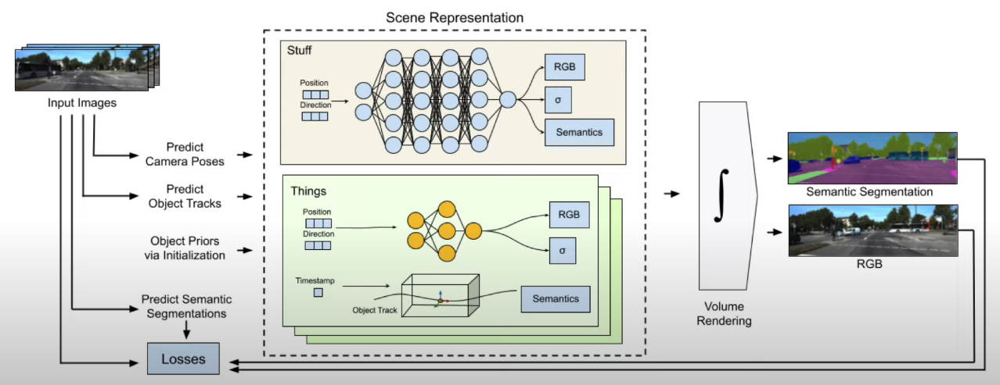 Scene Representation
Input Images
Predict
Camera Poses
Predict
Object Tracks
Object Priors
via Initialization
Predict Semantic
Segmentations
Losses
Stuff
Position
Direction
RGB
σ
Semantics
Things
Position
Direction
RGB
σ
Timestamp
Object Track
Semantics
∫
Volume
Rendering
Semantic Segmentation
RGB